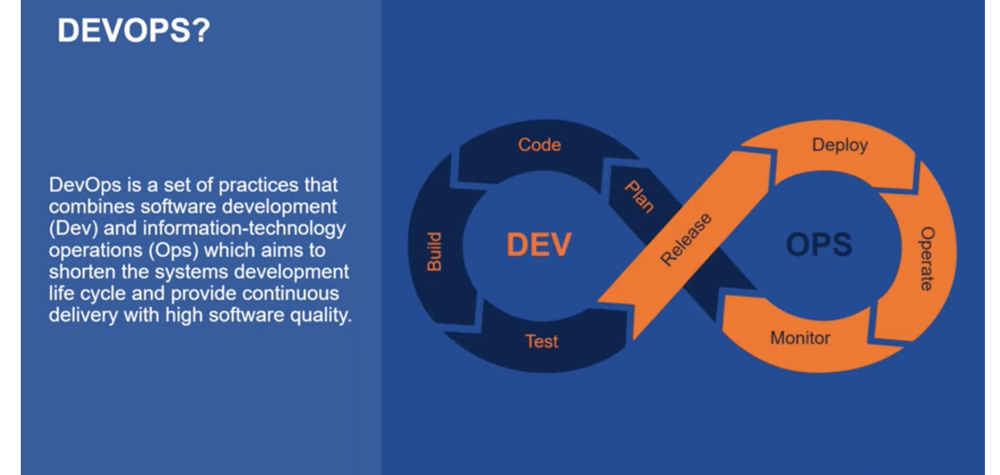 DEVOPS?
DevOps is a set of practices that
combines software development
(Dev) and information-technology
operations (Ops) which aims to
shorten the systems development
life cycle and provide continuous
delivery with high software quality.
Code
Plan
Build
DEV
Test
Release
Deploy
OPS
Operate
Monitor